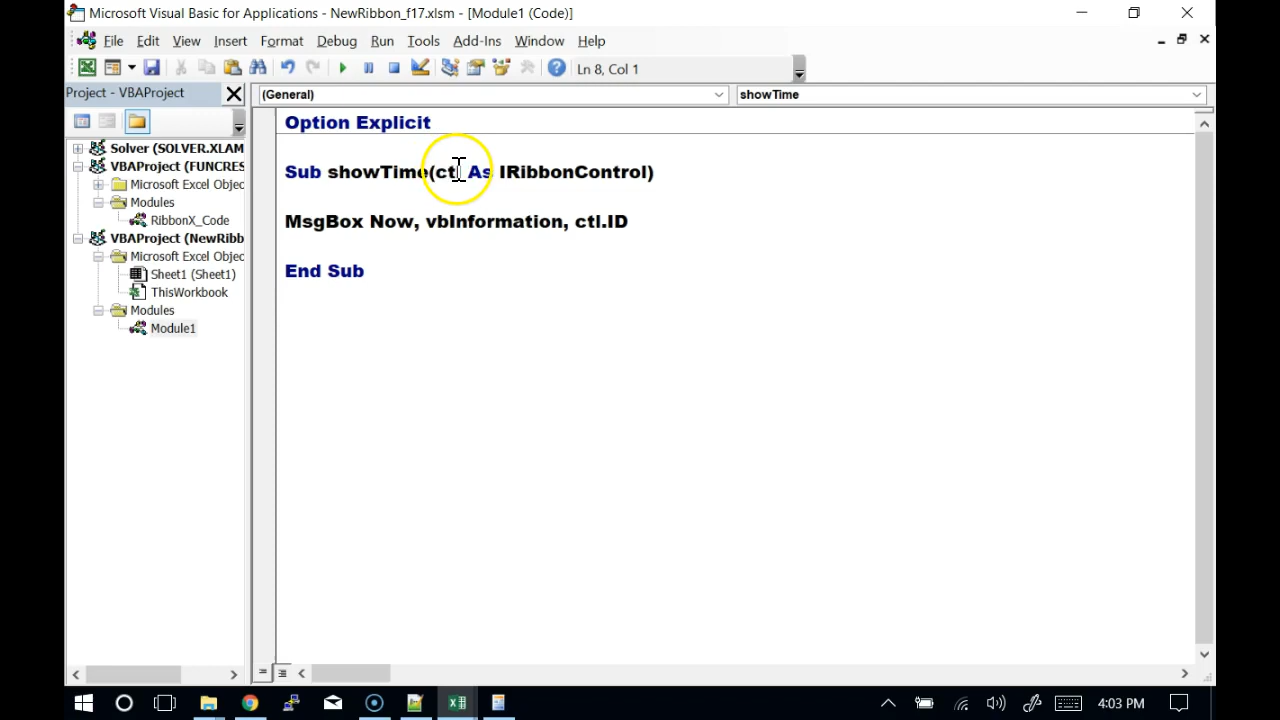 Microsoft Visual Basic for Applications - NewRibbon_f17.xlsm - [Module1 (Code)]
File Edit View Insert Format Debug Run Tools Add-Ins Window Help
Ln 8, Col 1
Project - VBAProject
(General)
showTime
Solver (SOLVER.XLAM
VBAProject (FUNCRES
Microsoft Excel Objec
Modules
RibbonX_Code
VBAProject (NewRibb
Microsoft Excel Objec
Sheet1 (Sheet1)
ThisWorkbook
Modules
Module1
Option Explicit
Sub showTime(ctl As IRibbonControl)
MsgBox Now, vbInformation, ctl.ID
End Sub
4:03 PM